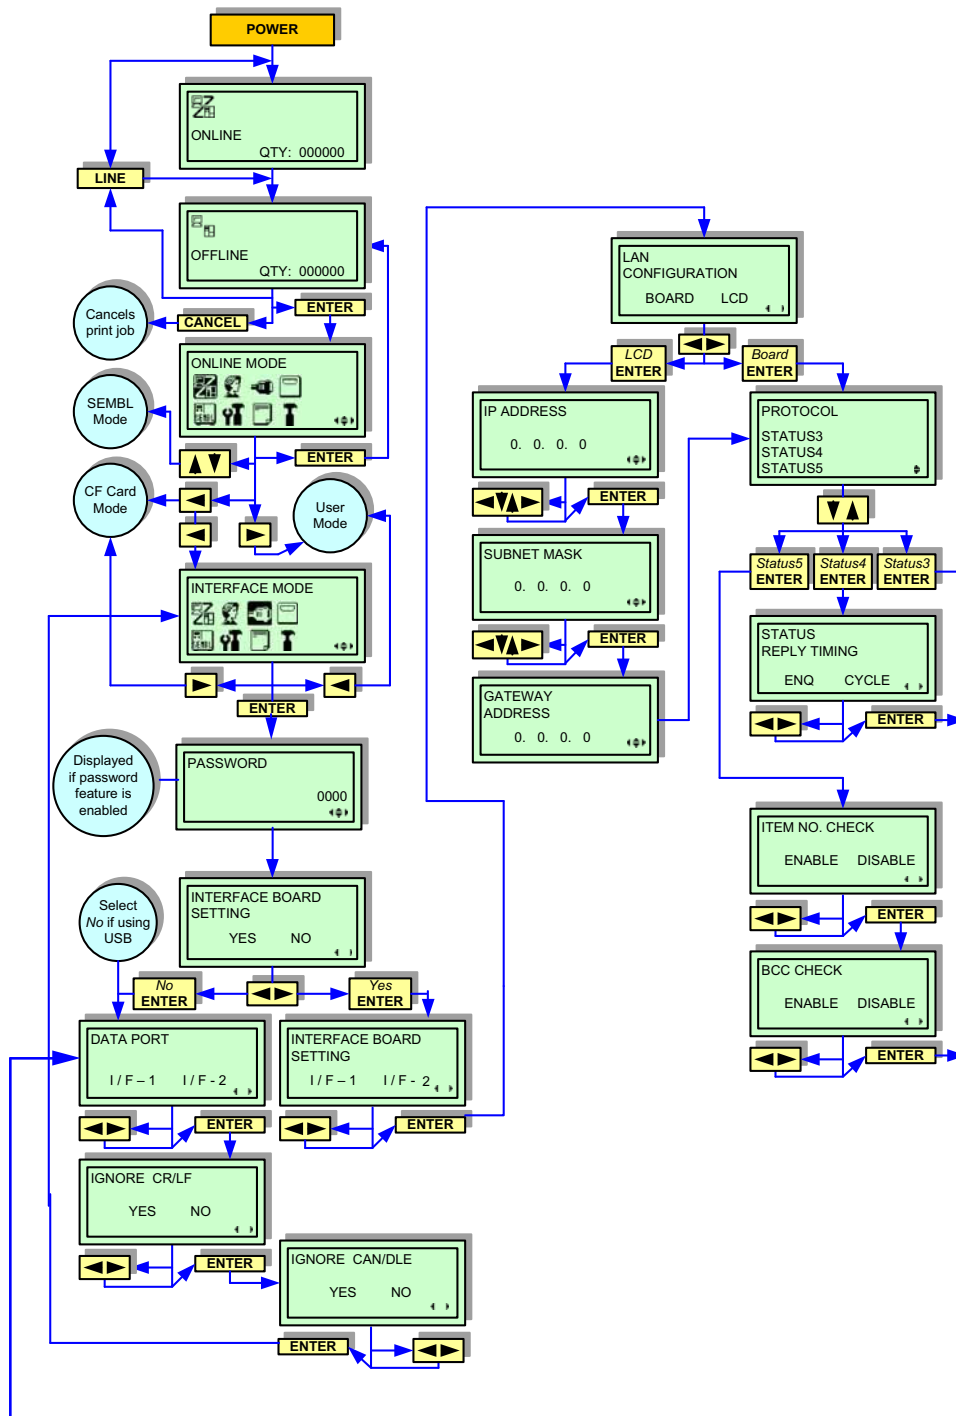 POWER
ONLINE
QTY: 000000
LINE
OFFLINE
QTY: 000000
ENTER
CANCEL
Cancels
print job
ONLINE MODE
SEMBL
ENTER
SEMBL
Mode
CF Card
Mode
User
Mode
INTERFACE MODE
SEMBL
ENTER
PASSWORD
0000
Displayed
if password
feature is
enabled
INTERFACE BOARD
SETTING
YES NO
Select
No if using
USB
No
ENTER
Yes
ENTER
DATA PORT
I / F – 1 I / F - 2
ENTER
INTERFACE BOARD
SETTING
I / F – 1 I / F - 2
ENTER
IGNORE CR/LF
YES NO
ENTER
IGNORE CAN/DLE
YES NO
ENTER
LAN
CONFIGURATION
BOARD LCD
LCD
ENTER
Board
ENTER
IP ADDRESS
0. 0. 0. 0
ENTER
SUBNET MASK
0. 0. 0. 0
ENTER
GATEWAY
ADDRESS
0. 0. 0. 0
PROTOCOL
STATUS3
STATUS4
STATUS5
Status5
ENTER
Status4
ENTER
Status3
ENTER
STATUS
REPLY TIMING
ENQ CYCLE
ENTER
ITEM NO. CHECK
ENABLE DISABLE
ENTER
BCC CHECK
ENABLE DISABLE
ENTER